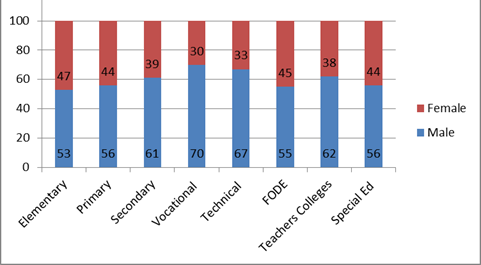 100
80
60
40
20
0
47 44 39 30 33 45 38 44
53 56 61 70 67 55 62 56
Elementary
Primary
Secondary
Vocational
Technical
FODE
Teachers Colleges
Special Ed
Female
Male